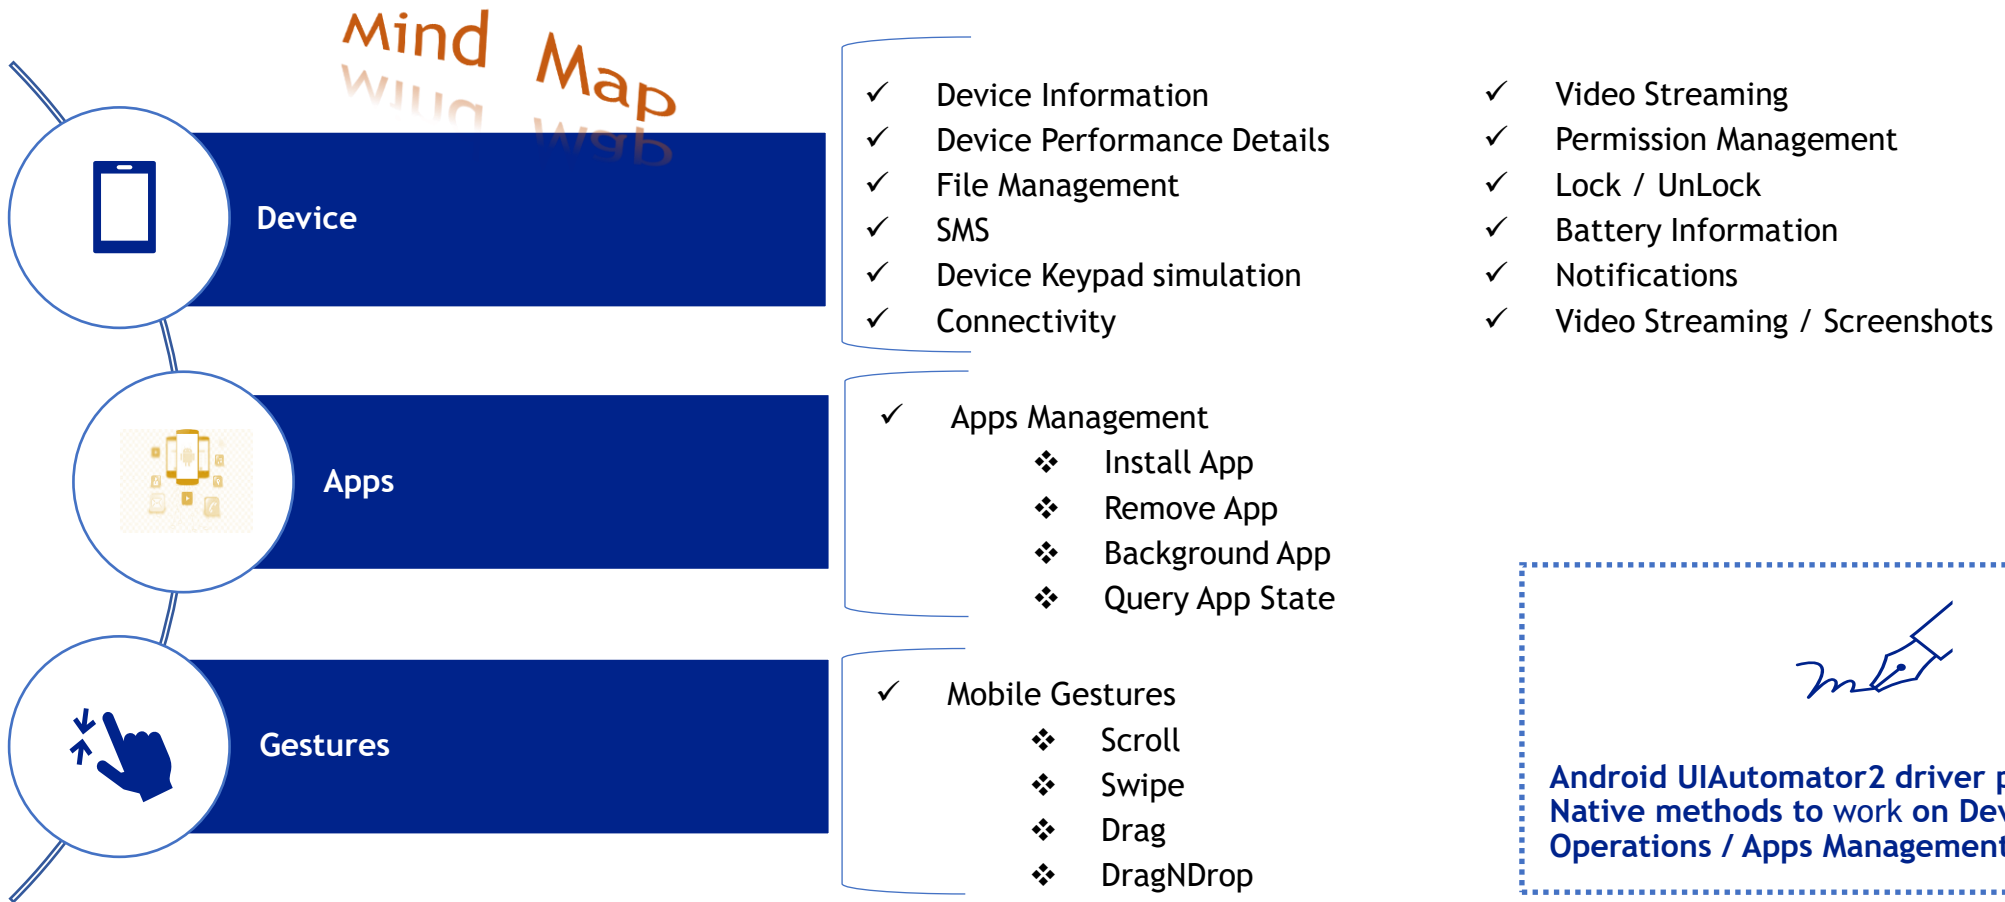 Mind Map
Device
Device Information
Device Performance Details
File Management
SMS
Device Keypad simulation
Connectivity
Video Streaming
Permission Management
Lock / UnLock
Battery Information
Notifications
Video Streaming / Screenshots
Apps
Apps Management
Install App
Remove App
Background App
Query App State
Gestures
Mobile Gestures
Scroll
Swipe
Drag
DragNDrop
Android UIAutomator2 driver
Native methods to work on
Operations / Apps Management